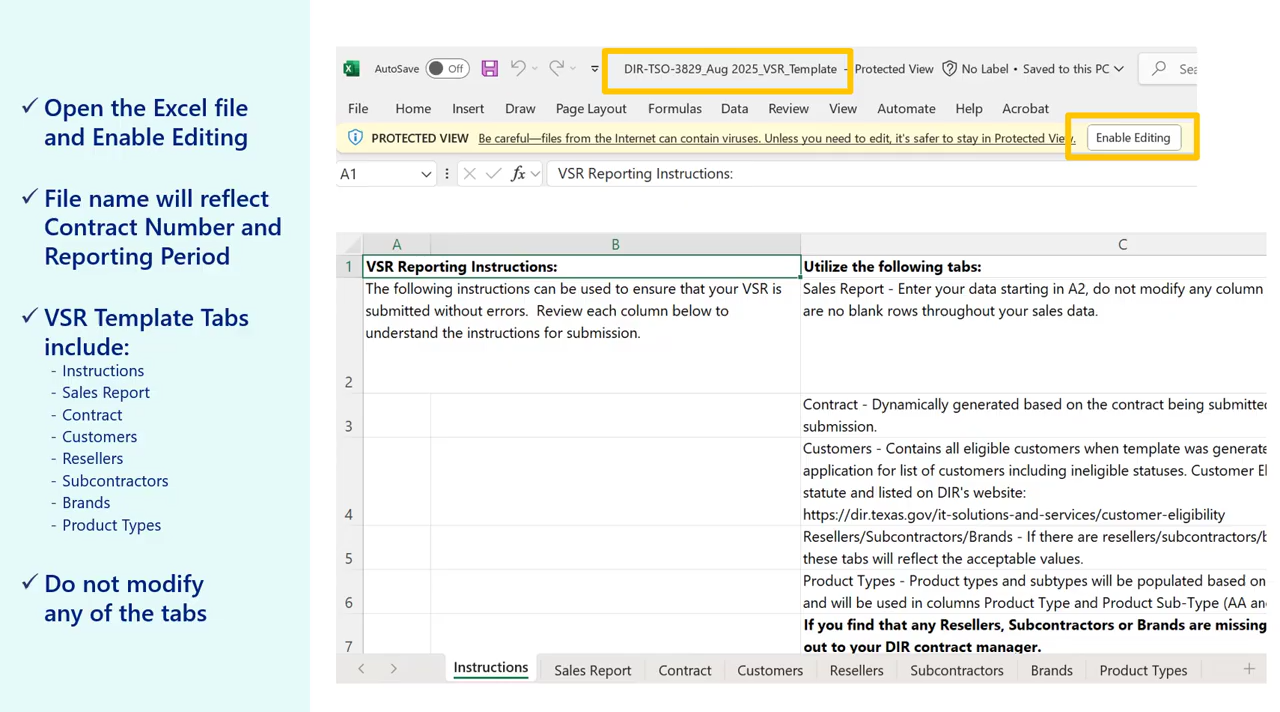 ✓ Open the Excel file
and Enable Editing
✓ File name will reflect
Contract Number and
Reporting Period
✓ VSR Template Tabs
include:
- Instructions
- Sales Report
- Contract
- Customers
- Resellers
- Subcontractors
- Brands
- Product Types
✓ Do not modify
any of the tabs
AutoSave Off DIR-TSO-3829_Aug 2025_VSR_Template - Protected View No Label • Saved to this PC
File Home Insert Draw Page Layout Formulas Data Review View Automate Help Acrobat
PROTECTED VIEW Be careful—files from the Internet can contain viruses. Unless you need to edit, it's safer to stay in Protected View. Enable Editing
A1 fx VSR Reporting Instructions:
A B C
1 VSR Reporting Instructions: Utilize the following tabs:
The following instructions can be used to ensure that your VSR is
submitted without errors. Review each column below to
understand the instructions for submission.
Sales Report - Enter your data starting in A2, do not modify any column
are no blank rows throughout your sales data.
2
Contract - Dynamically generated based on the contract being submitted
submission.
3
Customers - Contains all eligible customers when template was generate
application for list of customers including ineligible statuses. Customer El
statute and listed on DIR's website:
https://dir.texas.gov/it-solutions-and-services/customer-eligibility
4
Resellers/Subcontractors/Brands - If there are resellers/subcontractors/b
these tabs will reflect the acceptable values.
5
Product Types - Product types and subtypes will be populated based on
and will be used in columns Product Type and Product Sub-Type (AA an
6
If you find that any Resellers, Subcontractors or Brands are missing
out to your DIR contract manager.
7
Instructions Sales Report Contract Customers Resellers Subcontractors Brands Product Types